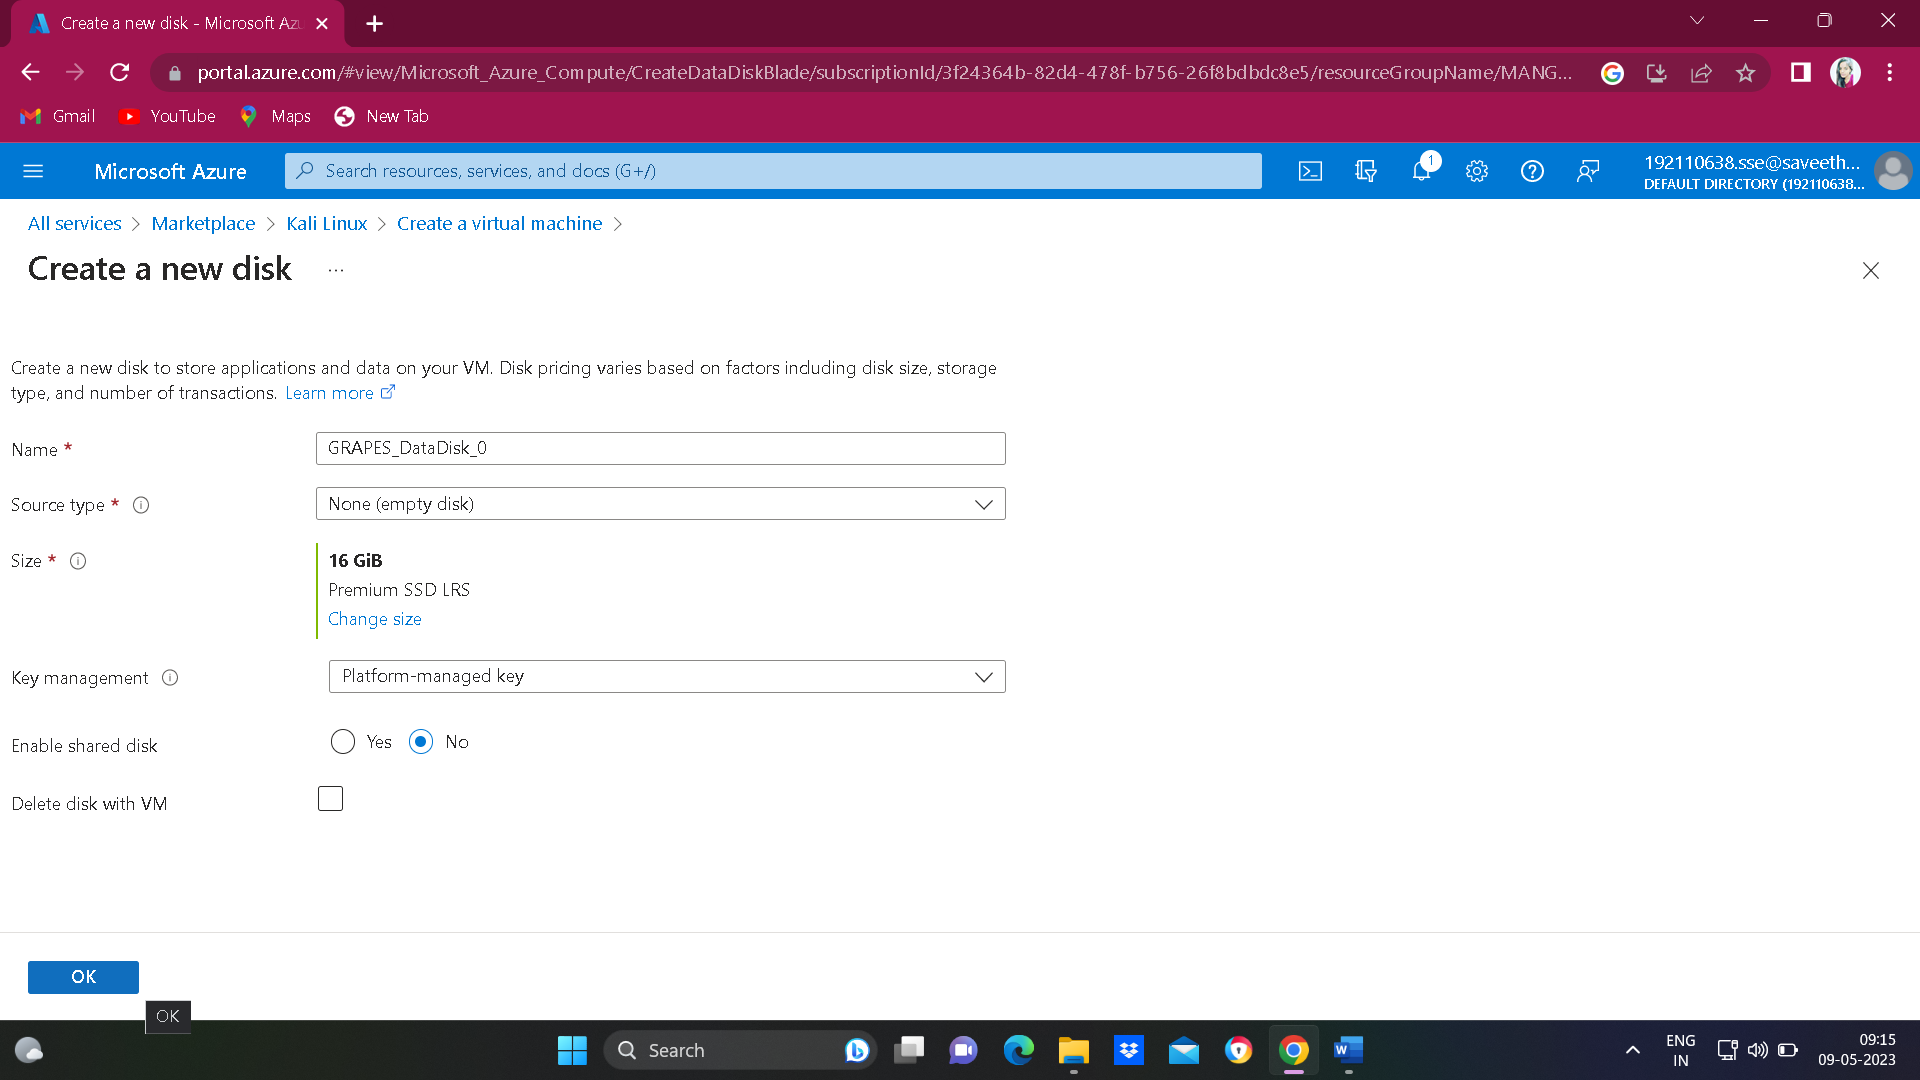 Create a new disk - Microsoft Az
portal.azure.com/#view/Microsoft_Azure_Compute/CreateDataDiskBlade/subscriptionId/3f24364b-82d4-478f-b756-26f8bdbdc8e5/resourceGroupName/MANG...
Gmail
YouTube
Maps
New Tab
Microsoft Azure
Search resources, services, and docs (G+/)
1
192110638.sse@saveeth...
DEFAULT DIRECTORY (192110638...
All services > Marketplace > Kali Linux > Create a virtual machine >
Create a new disk ...
Create a new disk to store applications and data on your VM. Disk pricing varies based on factors including disk size, storage
type, and number of transactions. Learn more
Name *
GRAPES_DataDisk_0
Source type *
None (empty disk)
Size *
16 GiB
Premium SSD LRS
Change size
Key management
Platform-managed key
Enable shared disk
Yes
No
Delete disk with VM
OK
OK
Search
ENG
IN
09:15
09-05-2023